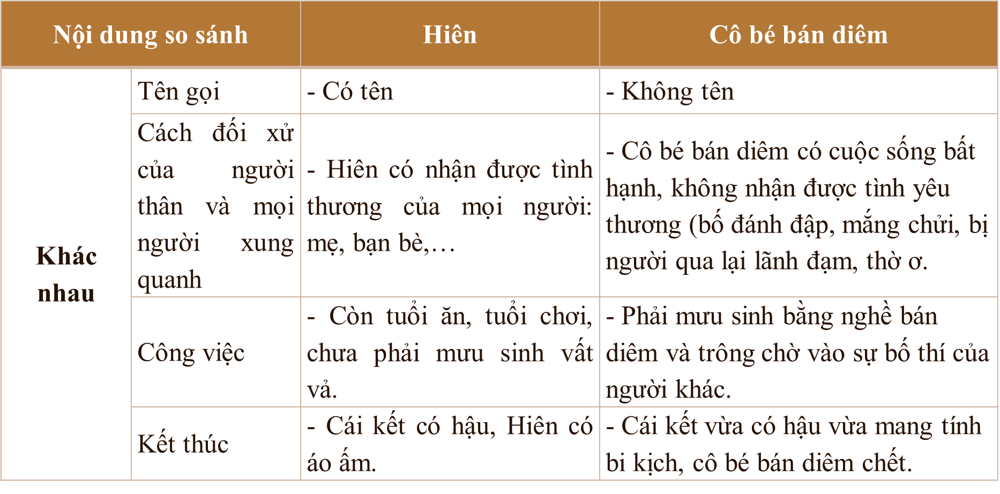 Nội dung so sánh
Hiên
Cô bé bán diêm
Khác
nhau
Tên gọi
- Có tên
- Không tên
Cách đối xử
của người
thân và mọi
người xung
quanh
- Hiên có nhận được tình
thương của mọi người:
mẹ, bạn bè,…
- Cô bé bán diêm có cuộc sống bất
hạnh, không nhận được tình yêu
thương (bố đánh đập, mắng chửi, bị
người qua lại lãnh đạm, thờ ơ.
Công việc
- Còn tuổi ăn, tuổi chơi,
chưa phải mưu sinh vất
vả.
- Phải mưu sinh bằng nghề bán
diêm và trông chờ vào sự bố thí của
người khác.
Kết thúc
- Cái kết có hậu, Hiên có
áo ấm.
- Cái kết vừa có hậu vừa mang tính
bi kịch, cô bé bán diêm chết.